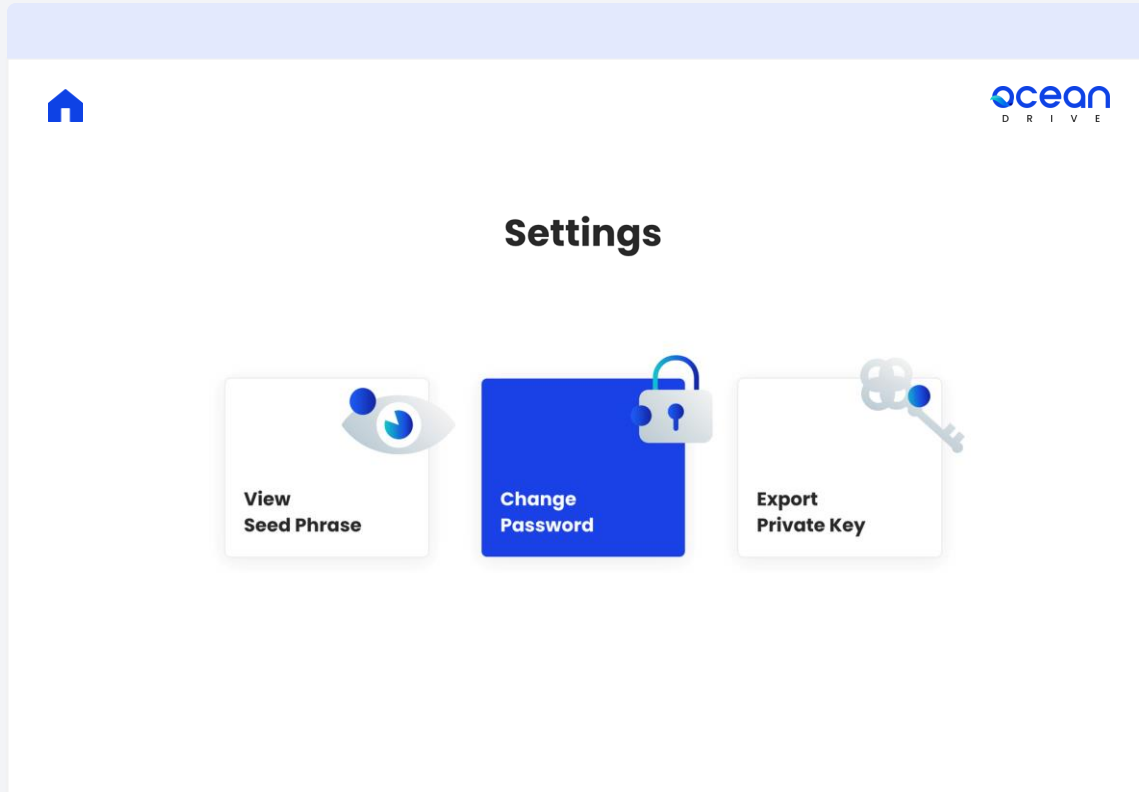 ocean
DRIVE
Settings
View
Seed Phrase
Change
Password
Export
Private Key